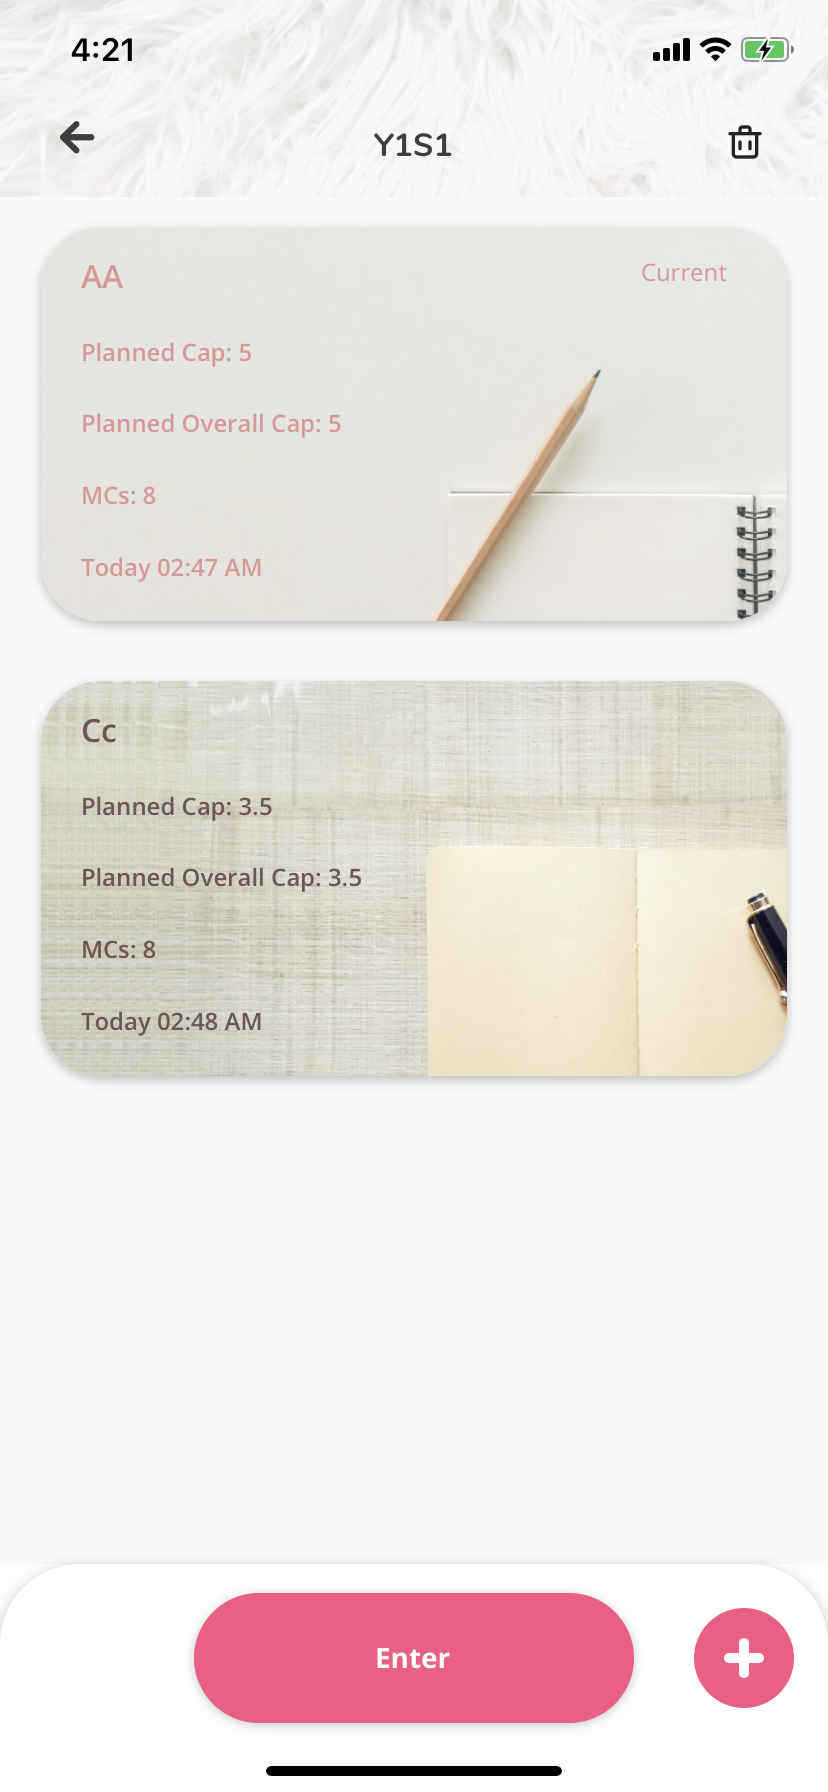 4:21
Y1S1
AA
Current
Planned Cap: 5
Planned Overall Cap: 5
MCs: 8
Today 02:47 AM
Cc
Planned Cap: 3.5
Planned Overall Cap: 3.5
MCs: 8
Today 02:48 AM
Enter